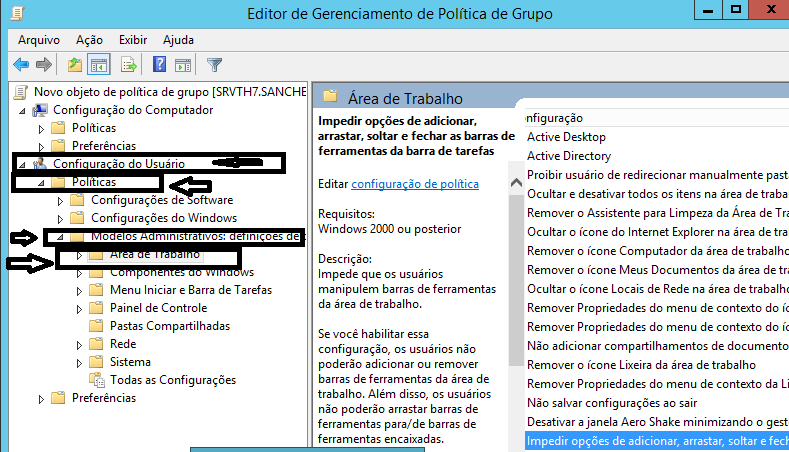 Editor de Gerenciamento de Política de Grupo
Arquivo Ação Exibir Ajuda
Novo objeto de política de grupo [SRVTH7.SANCHE
Configuração do Computador
Políticas
Preferências
Configuração do Usuário
Políticas
Configurações de Software
Configurações do Windows
Modelos Administrativos: definições de
Área de Trabalho
Componentes do Windows
Menu Iniciar e Barra de Tarefas
Painel de Controle
Pastas Compartilhadas
Rede
Sistema
Todas as Configurações
Preferências
Área de Trabalho
Impedir opções de adicionar,
arrastar, soltar e fechar as barras de
ferramentas da barra de tarefas
Editar configuração de política
Requisitos:
Windows 2000 ou posterior
Descrição:
Impede que os usuários
manipulem barras de ferramentas
da área de trabalho.
Se você habilitar essa
configuração, os usuários não
poderão adicionar ou remover
barras de ferramentas da área de
trabalho. Além disso, os usuários
não poderão arrastar barras de
ferramentas para/de barras de
ferramentas encaixadas.
nfiguração
Active Desktop
Active Directory
Proibir usuário de redirecionar manualmente past
Ocultar e desativar todos os itens na área de trabal
Remover o Assistente para Limpeza da Área de Tra
Ocultar o ícone do Internet Explorer na área de tra
Remover o ícone Computador da área de trabalho
Remover o ícone Meus Documentos da área de tra
Ocultar o ícone Locais de Rede na área de trabalho
Remover Propriedades do menu de contexto do íc
Remover Propriedades do menu de contexto do íc
Não adicionar compartilhamentos de documento
Remover o ícone Lixeira da área de trabalho
Remover Propriedades do menu de contexto da Li
Não salvar configurações ao sair
Desativar a janela Aero Shake minimizando o gest
Impedir opções de adicionar, arrastar, soltar e fech